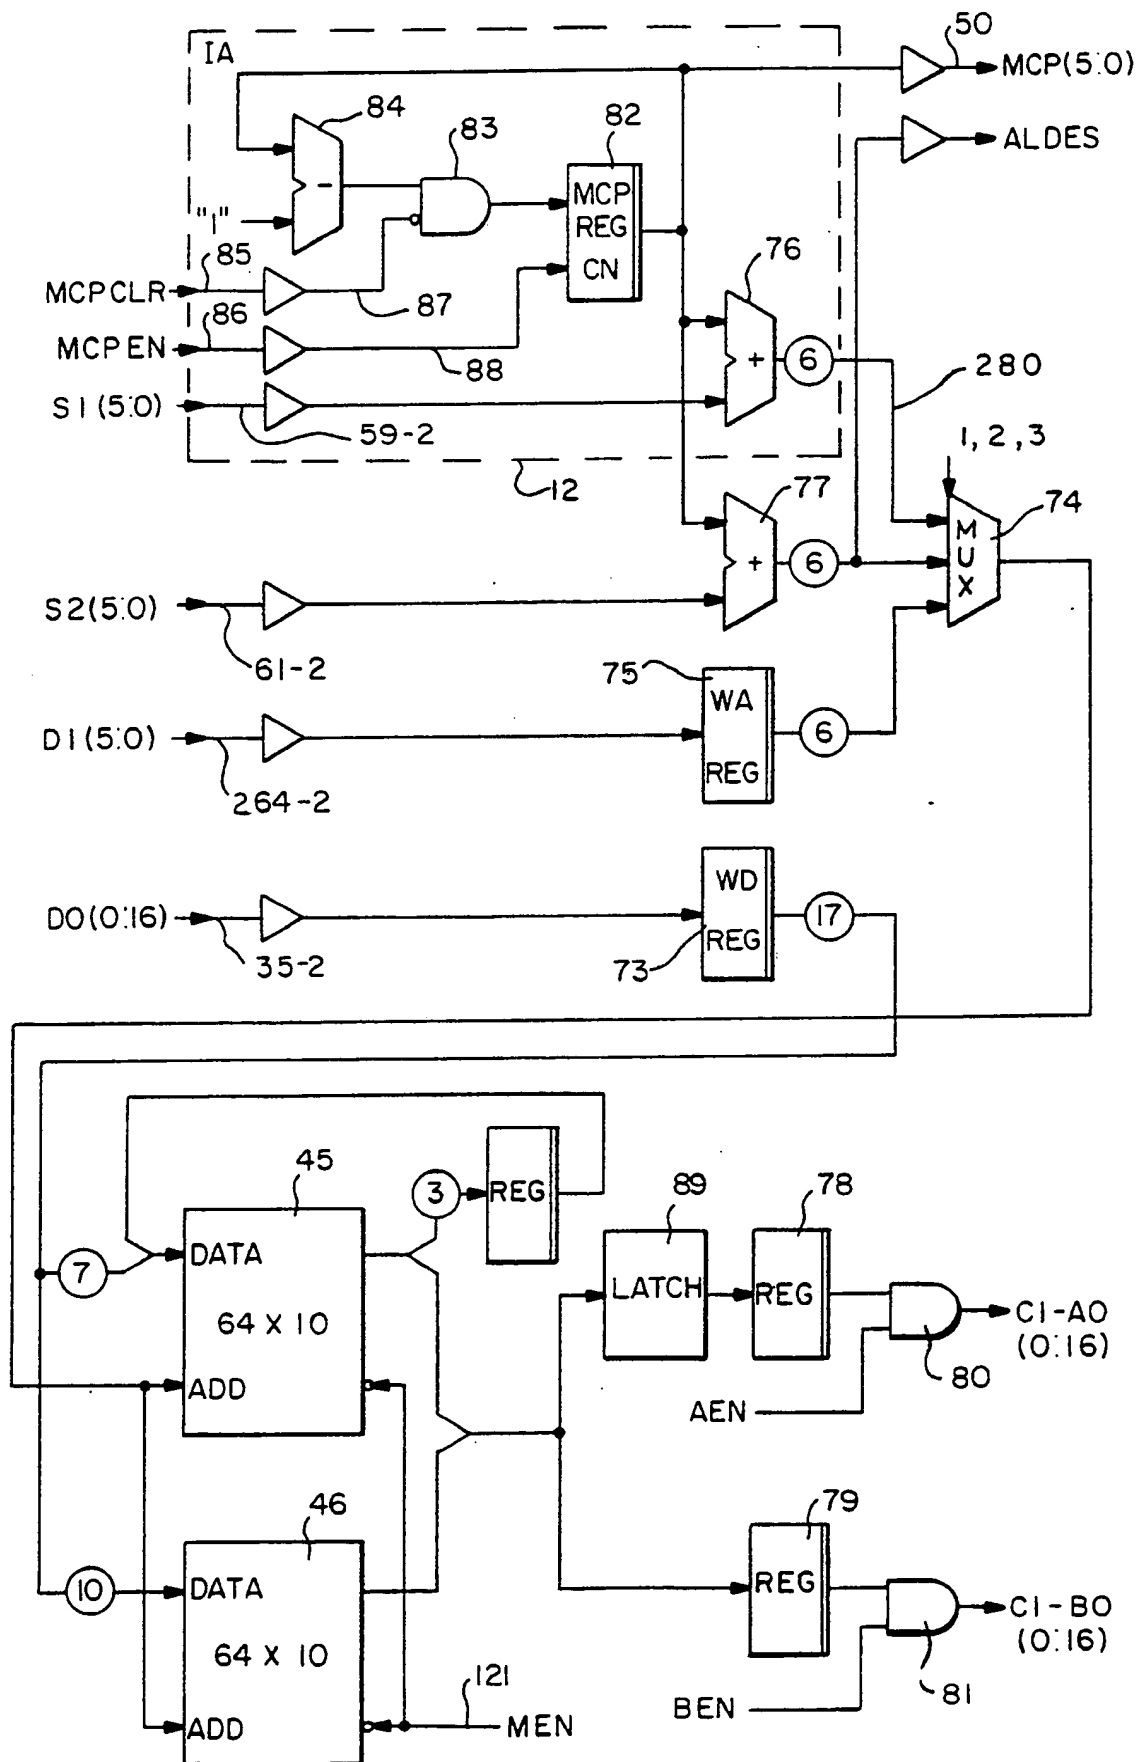 50
IA
MCP(5:0)
84
83
82
ALDES
MCP
REG
CN
"1"
85
76
MCPCLR
86
87
MCPEN
88
6
280
S1(5:0)
59-2
1,2,3
12
77
74
MUX
6
S2(5:0)
61-2
75
WA
REG
D1(5:0)
6
264-2
WD
REG
17
D0(0:16)
73
35-2
45
3
REG
89
78
DATA
7
LATCH
REG
64 X 10
C1-A0
(0:16)
ADD
80
AEN
46
79
DATA
10
REG
C1-B0
(0:16)
64 X 10
121
81
ADD
MEN
BEN
-
+
+